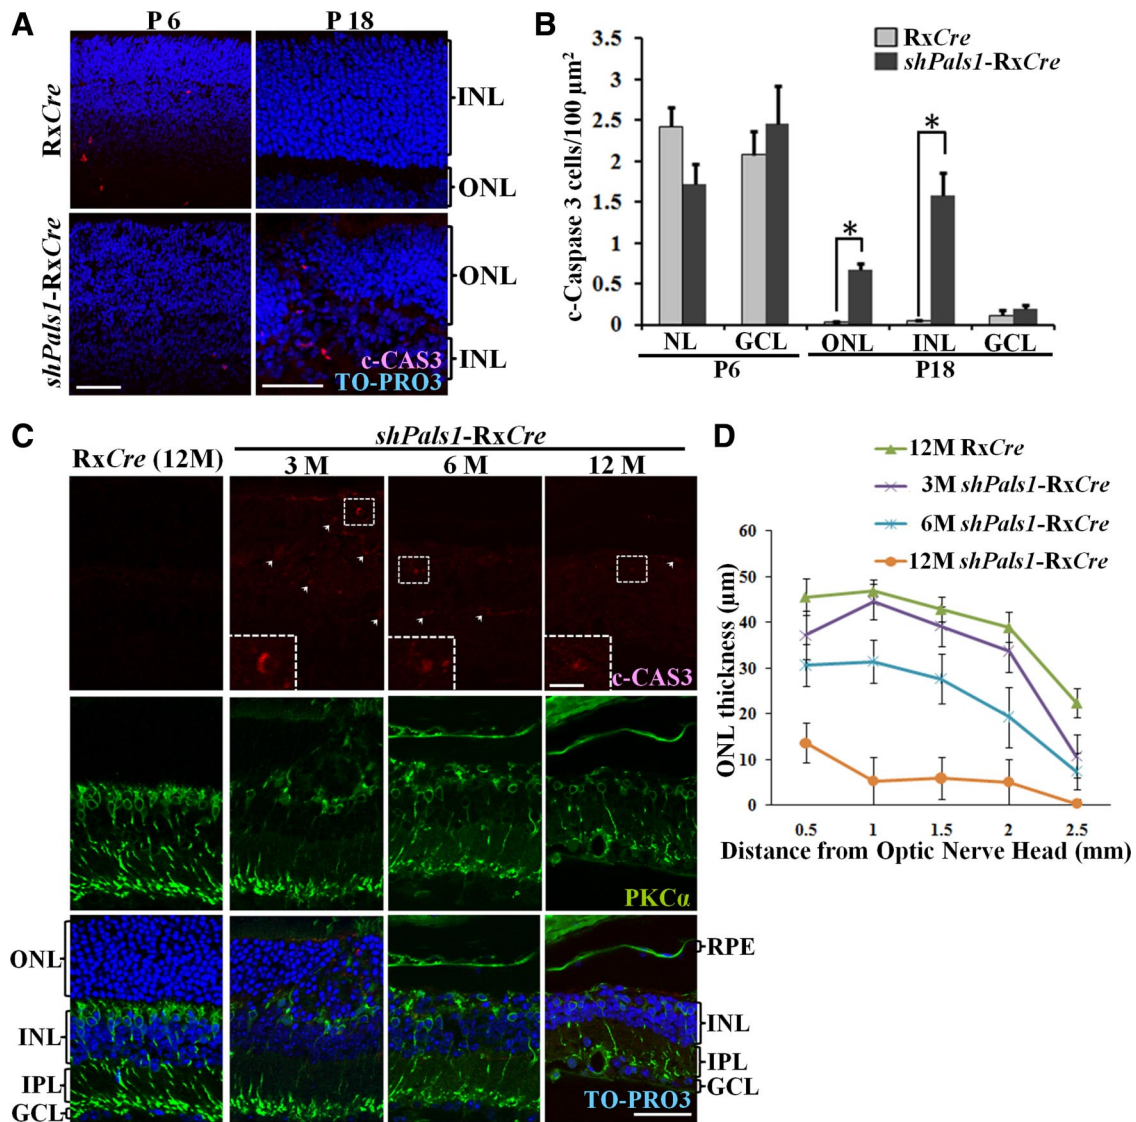 A
P 6
P 18
RxCre
INL
ONL
shPals1-RxCre
ONL
INL
c-CAS3
TO-PRO3
B
RxCre
shPals1-RxCre
c-Caspase 3 cells/100 μm²
3.5
3
2.5
2
1.5
1
0.5
0
*
*
NL
GCL
ONL
INL
GCL
P6
P18
C
shPals1-RxCre
RxCre (12M)
3 M
6 M
12 M
c-CAS3
PKCα
ONL
INL
IPL
GCL
RPE
INL
IPL
GCL
TO-PRO3
D
12M RxCre
3M shPals1-RxCre
6M shPals1-RxCre
12M shPals1-RxCre
ONL thickness (μm)
60
50
40
30
20
10
0
0.5 1 1.5 2 2.5
Distance from Optic Nerve Head (mm)